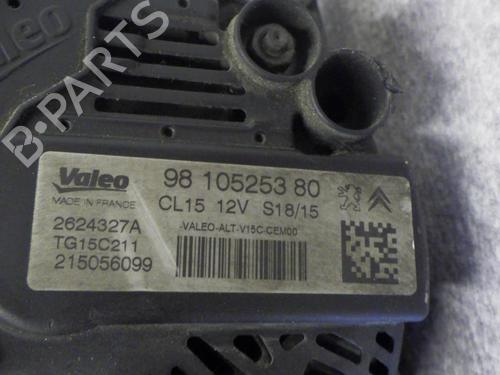 Valeo
B-PARTS
Valeo
MADE IN FRANCE
98 105253 80
CL15 12V S18/15
2624327A
TG15C211
215056099
-VALEO-ALT-V15C-CEM00